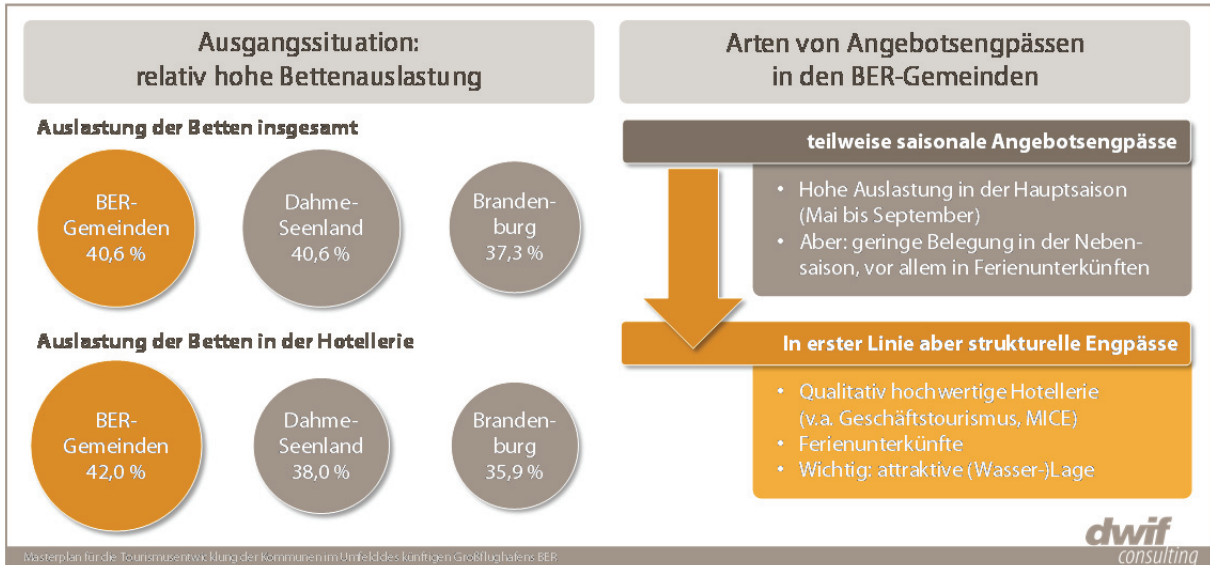 Ausgangssituation:
relativ hohe Bettenauslastung
Auslastung der Betten insgesamt
BER-
Gemeinden
40,6 %
Dahme-
Seenland
40,6 %
Branden-
burg
37,3 %
Auslastung der Betten in der Hotellerie
BER-
Gemeinden
42,0 %
Dahme-
Seenland
38,0 %
Branden-
burg
35,9 %
Arten von Angebotsengpässen
in den BER-Gemeinden
teilweise saisonale Angebotsengpässe
• Hohe Auslastung in der Hauptsaison
(Mai bis September)
• Aber: geringe Belegung in der Neben-
saison, vor allem in Ferienunterkünften
In erster Linie aber strukturelle Engpässe
• Qualitativ hochwertige Hotellerie
(v.a. Geschäftstourismus, MICE)
• Ferienunterkünfte
• Wichtig: attraktive (Wasser-)Lage
Masterplan für die Tourismusentwicklung der Kommunen im Umfeld des künftigen Großflughafens BER
dwif
consulting